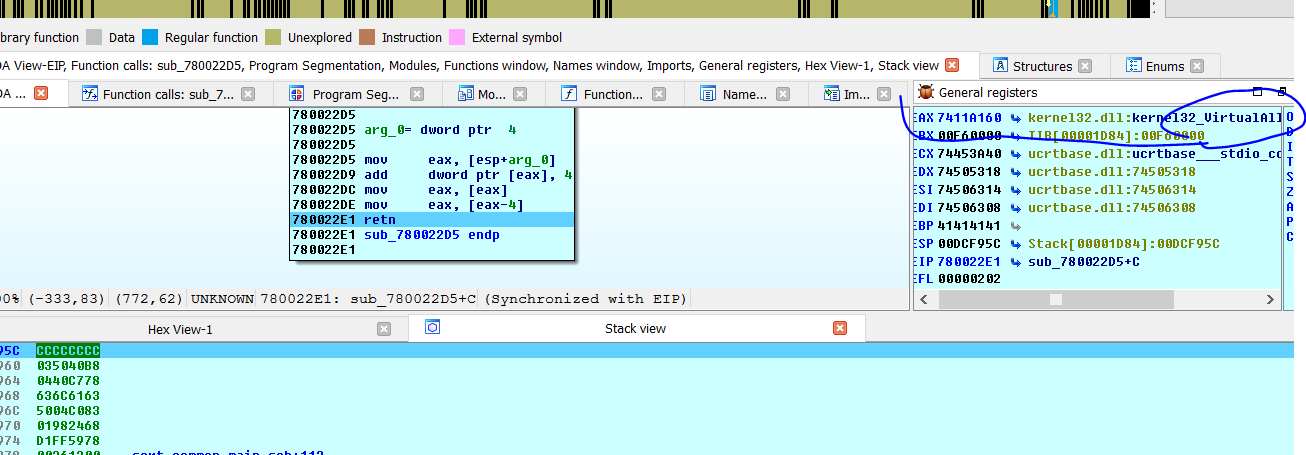 brary function Data Regular function Unexplored Instruction External symbol
DA View-EIP, Function calls: sub_780022D5, Program Segmentation, Modules, Functions window, Names window, Imports, General registers, Hex View-1, Stack view Structures Enums
DA ... Function calls: sub_7... Program Seg... Mo... Function... Name... Im...
780022D5
780022D5 arg_0= dword ptr 4
780022D5
780022D5 mov eax, [esp+arg_0]
780022D9 add dword ptr [eax], 4
780022DC mov eax, [eax]
780022DE mov eax, [eax-4]
780022E1 retn
780022E1 sub_780022D5 endp
780022E1
00% (-333,83) (772,62) UNKNOWN 780022E1: sub_780022D5+C (Synchronized with EIP)
General registers
EAX 7411A160 kernel32.dll:kernel32_VirtualAll
EBX 00F60000 TIB[00001D84]:00F60000
ECX 74453A40 ucrtbase.dll:ucrtbase___stdio_co
EDX 74505318 ucrtbase.dll:74505318
ESI 74506314 ucrtbase.dll:74506314
EDI 74506308 ucrtbase.dll:74506308
EBP 41414141
ESP 00DCF95C Stack[00001D84]:00DCF95C
EIP 780022E1 sub_780022D5+C
EFL 00000202
O
D
I
T
S
Z
A
P
C
Hex View-1 Stack view
95C CCCCCCCC
960 035040B8
964 0440C778
968 636C6163
96C 5004C083
970 01982468
974 D1FF5978